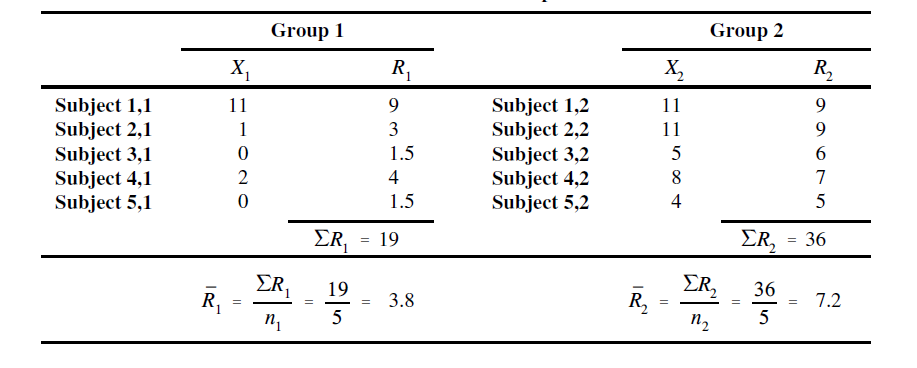 Group 1 Group 2
X₁ R₁ X₂ R₂
Subject 1,1 11 9 Subject 1,2 11 9
Subject 2,1 1 3 Subject 2,2 11 9
Subject 3,1 0 1.5 Subject 3,2 5 6
Subject 4,1 2 4 Subject 4,2 8 7
Subject 5,1 0 1.5 Subject 5,2 4 5
ΣR₁ = 19 ΣR₂ = 36
R̄₁ = ΣR₁/n₁ = 19/5 = 3.8 R̄₂ = ΣR₂/n₂ = 36/5 = 7.2